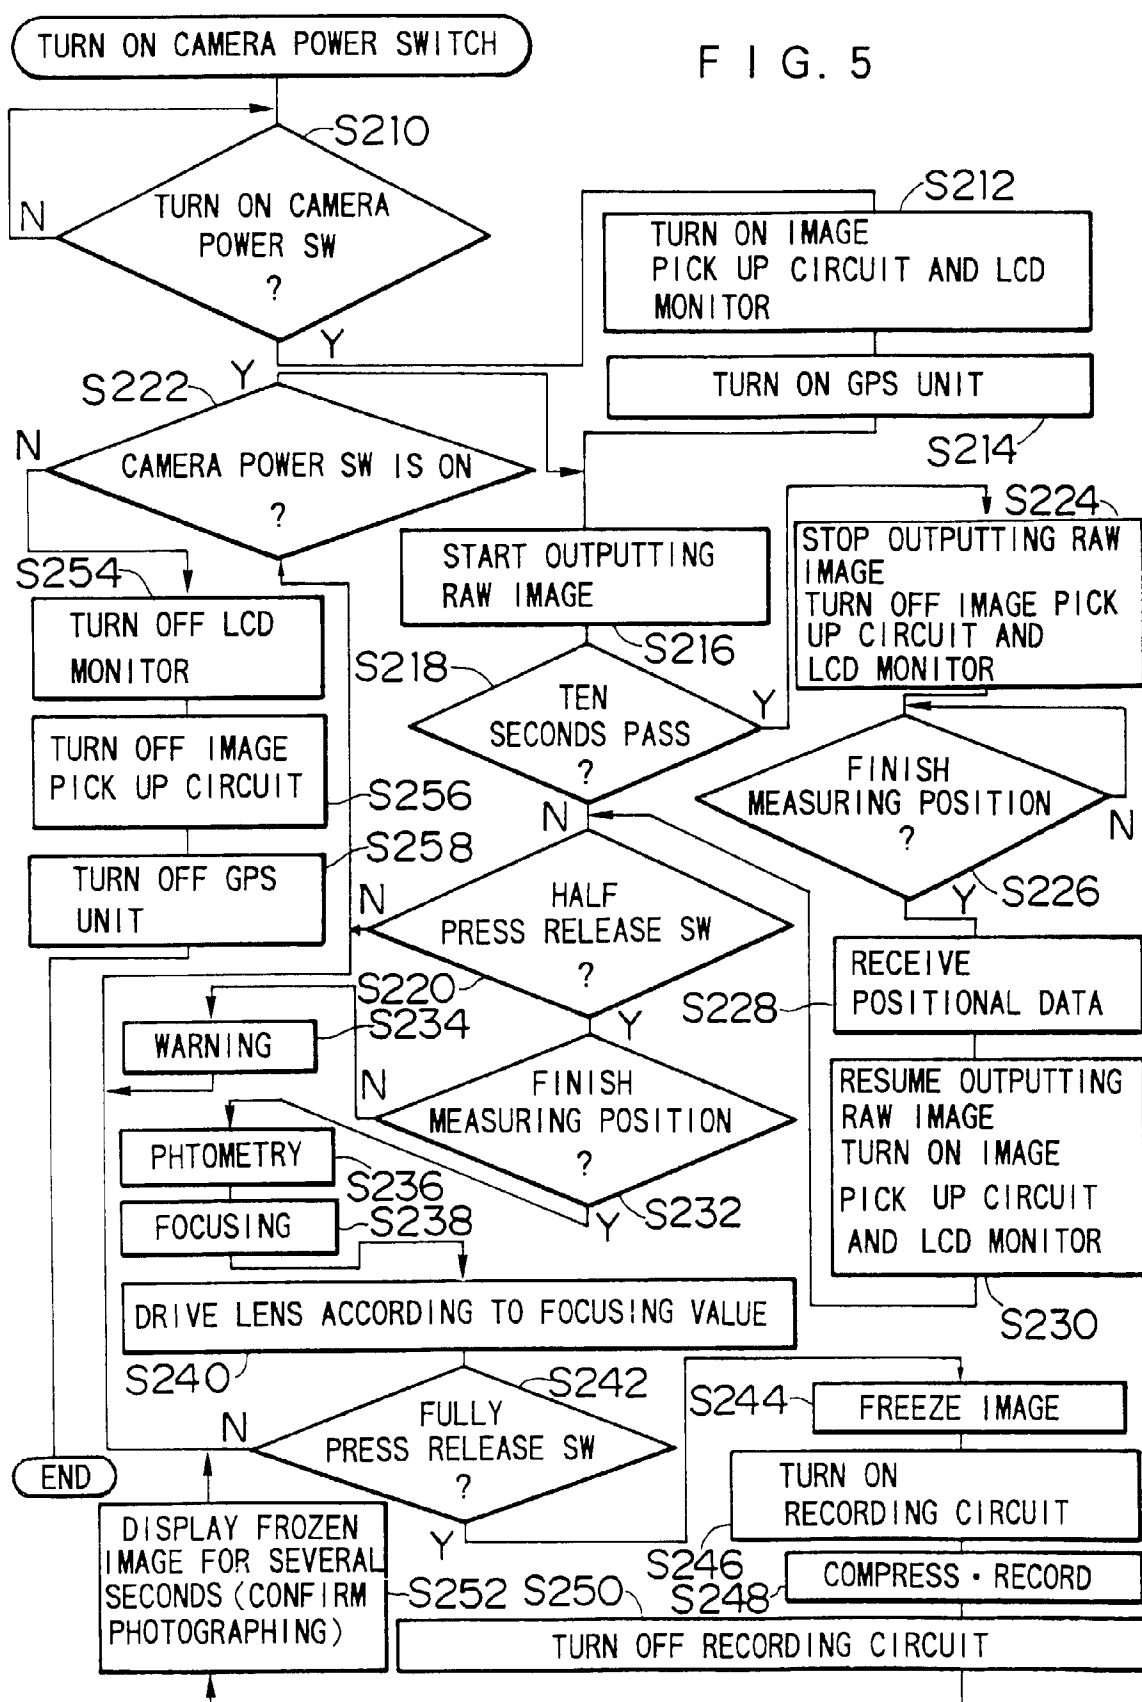 TURN ON CAMERA POWER SWITCH
FIG. 5
S210
TURN ON CAMERA
POWER SW
?
N
Y
S212
TURN ON IMAGE
PICK UP CIRCUIT AND LCD
MONITOR
TURN ON GPS UNIT
S214
S222
Y
N
CAMERA POWER SW IS ON
?
S224
STOP OUTPUTTING RAW
IMAGE
TURN OFF IMAGE PICK
UP CIRCUIT AND
LCD MONITOR
START OUTPUTTING
RAW IMAGE
S216
S254
TURN OFF LCD
MONITOR
S218
TEN
SECONDS PASS
?
Y
N
TURN OFF IMAGE
PICK UP CIRCUIT
S256
FINISH
MEASURING POSITION
?
N
Y
S226
S258
TURN OFF GPS
UNIT
N
HALF
PRESS RELEASE SW
?
S220
Y
RECEIVE
POSITIONAL DATA
S228
S234
WARNING
N
FINISH
MEASURING POSITION
?
S232
Y
RESUME OUTPUTTING
RAW IMAGE
TURN ON IMAGE
PICK UP CIRCUIT
AND LCD MONITOR
S230
PHTOMETRY
S236
FOCUSING
S238
DRIVE LENS ACCORDING TO FOCUSING VALUE
S240
S242
FULLY
PRESS RELEASE SW
?
N
Y
S244
FREEZE IMAGE
END
TURN ON
RECORDING CIRCUIT
S246
COMPRESS · RECORD
S248
DISPLAY FROZEN
IMAGE FOR SEVERAL
SECONDS (CONFIRM
PHOTOGRAPHING)
S252
S250
TURN OFF RECORDING CIRCUIT